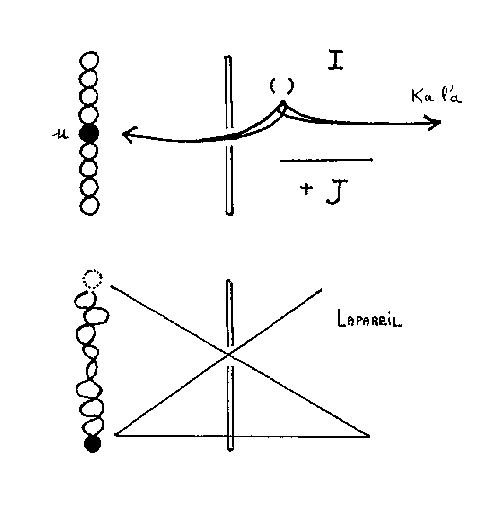 I
( )
Ka l'a
u
+ J
LAPAREIL